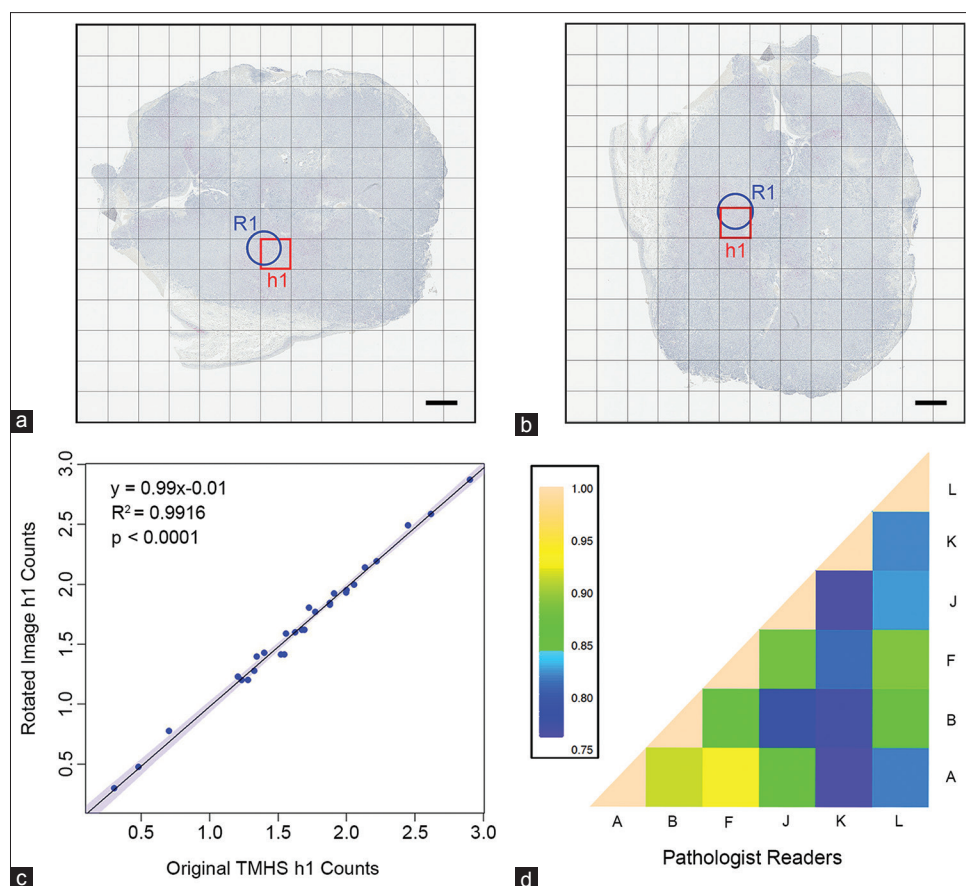 R1
h1
a
R1
h1
b
y = 0.99x-0.01
R² = 0.9916
p < 0.0001
Rotated Image h1 Counts
3.0
2.5
2.0
1.5
1.0
0.5
0.5 1.0 1.5 2.0 2.5 3.0
Original TMHS h1 Counts
c
1.00
0.95
0.90
0.85
0.80
0.75
L
K
J
F
B
A
A B F J K L
Pathologist Readers
d